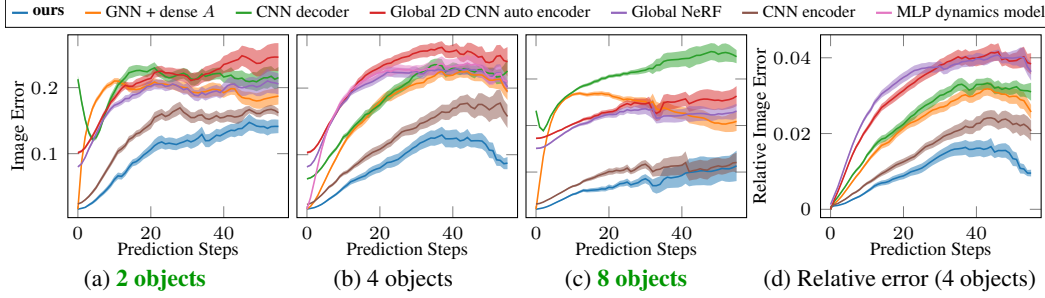 ours GNN + dense A CNN decoder Global 2D CNN auto encoder Global NeRF CNN encoder MLP dynamics model
Image Error
0.2
0.1
0 20 40
Prediction Steps
(a) 2 objects
0 20 40
Prediction Steps
(b) 4 objects
0 20 40
Prediction Steps
(c) 8 objects
Relative Image Error
0.04
0.02
0
0 20 40
Prediction Steps
(d) Relative error (4 objects)